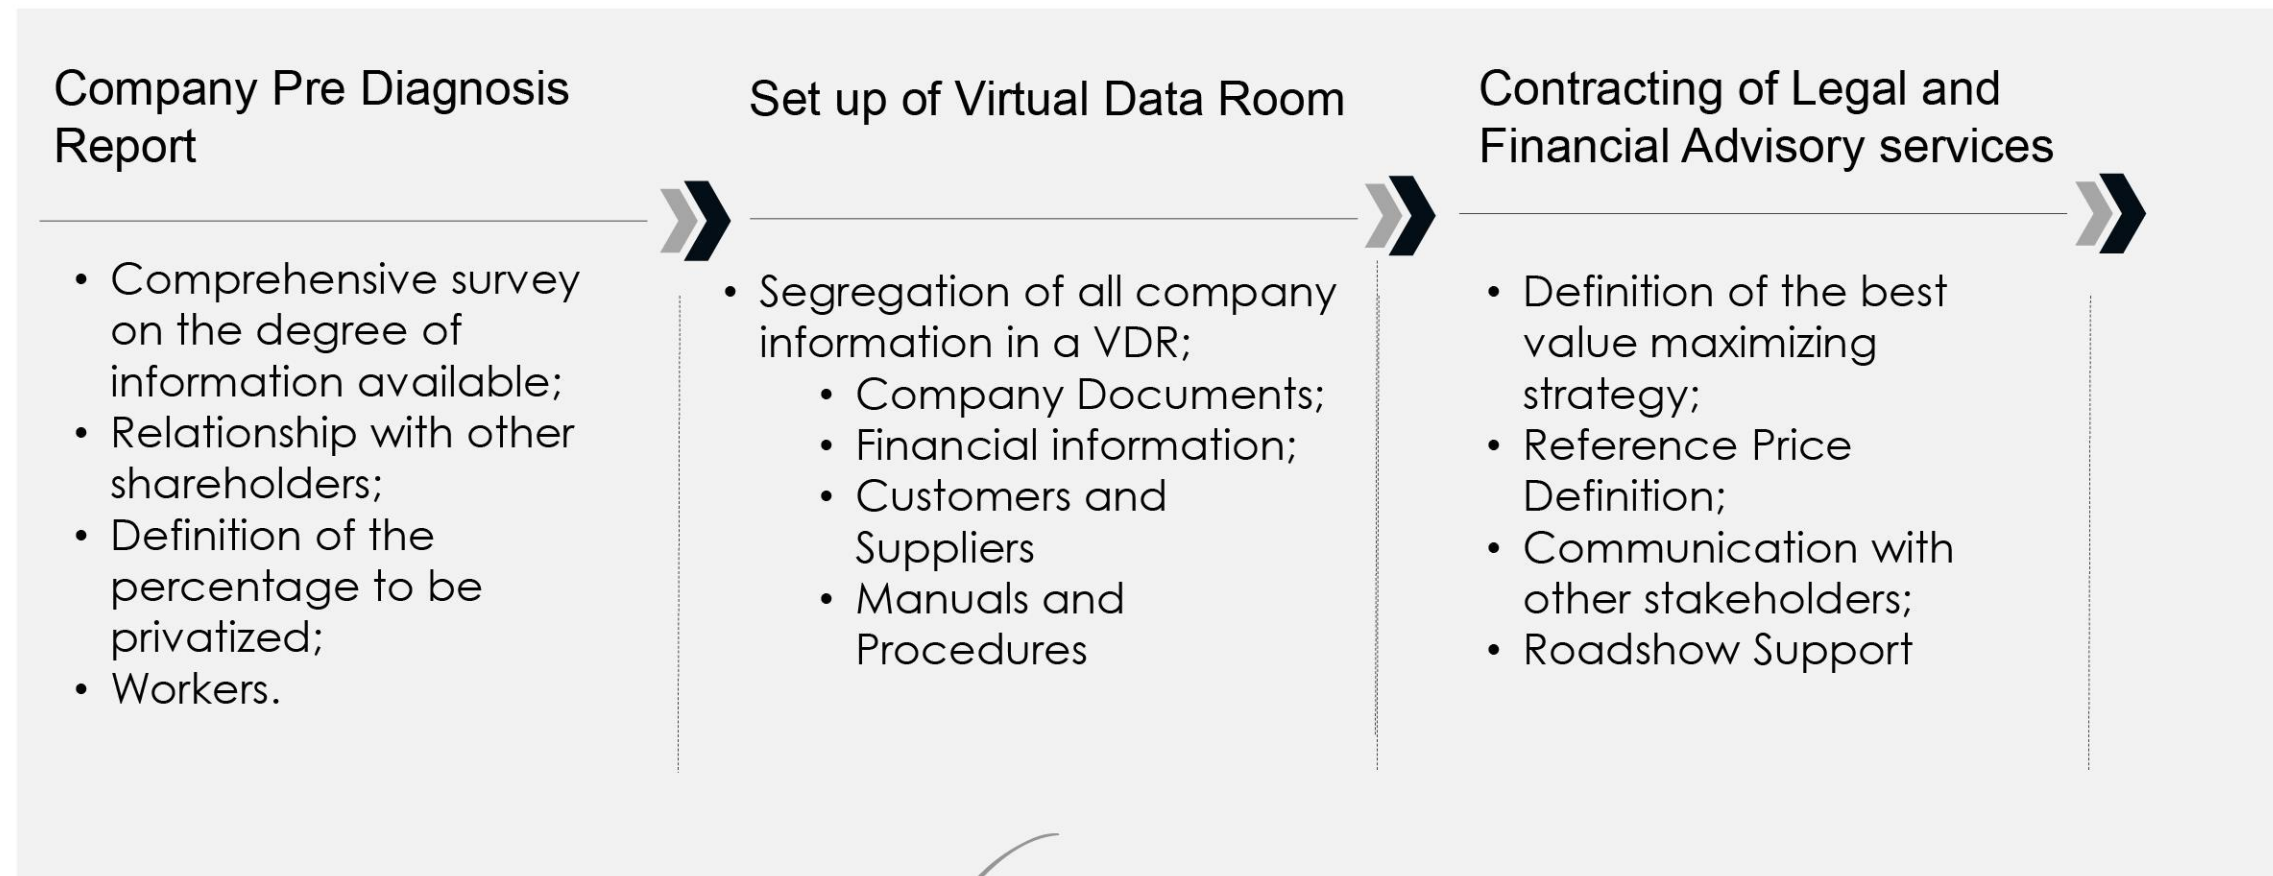 Company Pre Diagnosis
Report
• Comprehensive survey
on the degree of
information available;
• Relationship with other
shareholders;
• Definition of the
percentage to be
privatized;
• Workers.
Set up of Virtual Data Room
• Segregation of all company
information in a VDR;
• Company Documents;
• Financial information;
• Customers and
Suppliers
• Manuals and
Procedures
Contracting of Legal and
Financial Advisory services
• Definition of the best
value maximizing
strategy;
• Reference Price
Definition;
• Communication with
other stakeholders;
• Roadshow Support